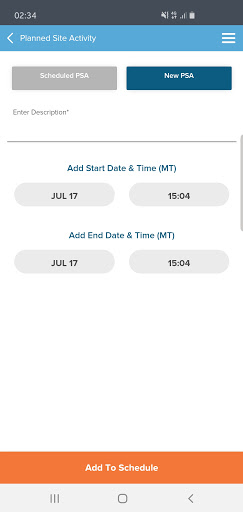 02:34
Planned Site Activity
Scheduled PSA
New PSA
Enter Description*
Add Start Date & Time (MT)
JUL 17
15:04
Add End Date & Time (MT)
JUL 17
15:04
Add To Schedule